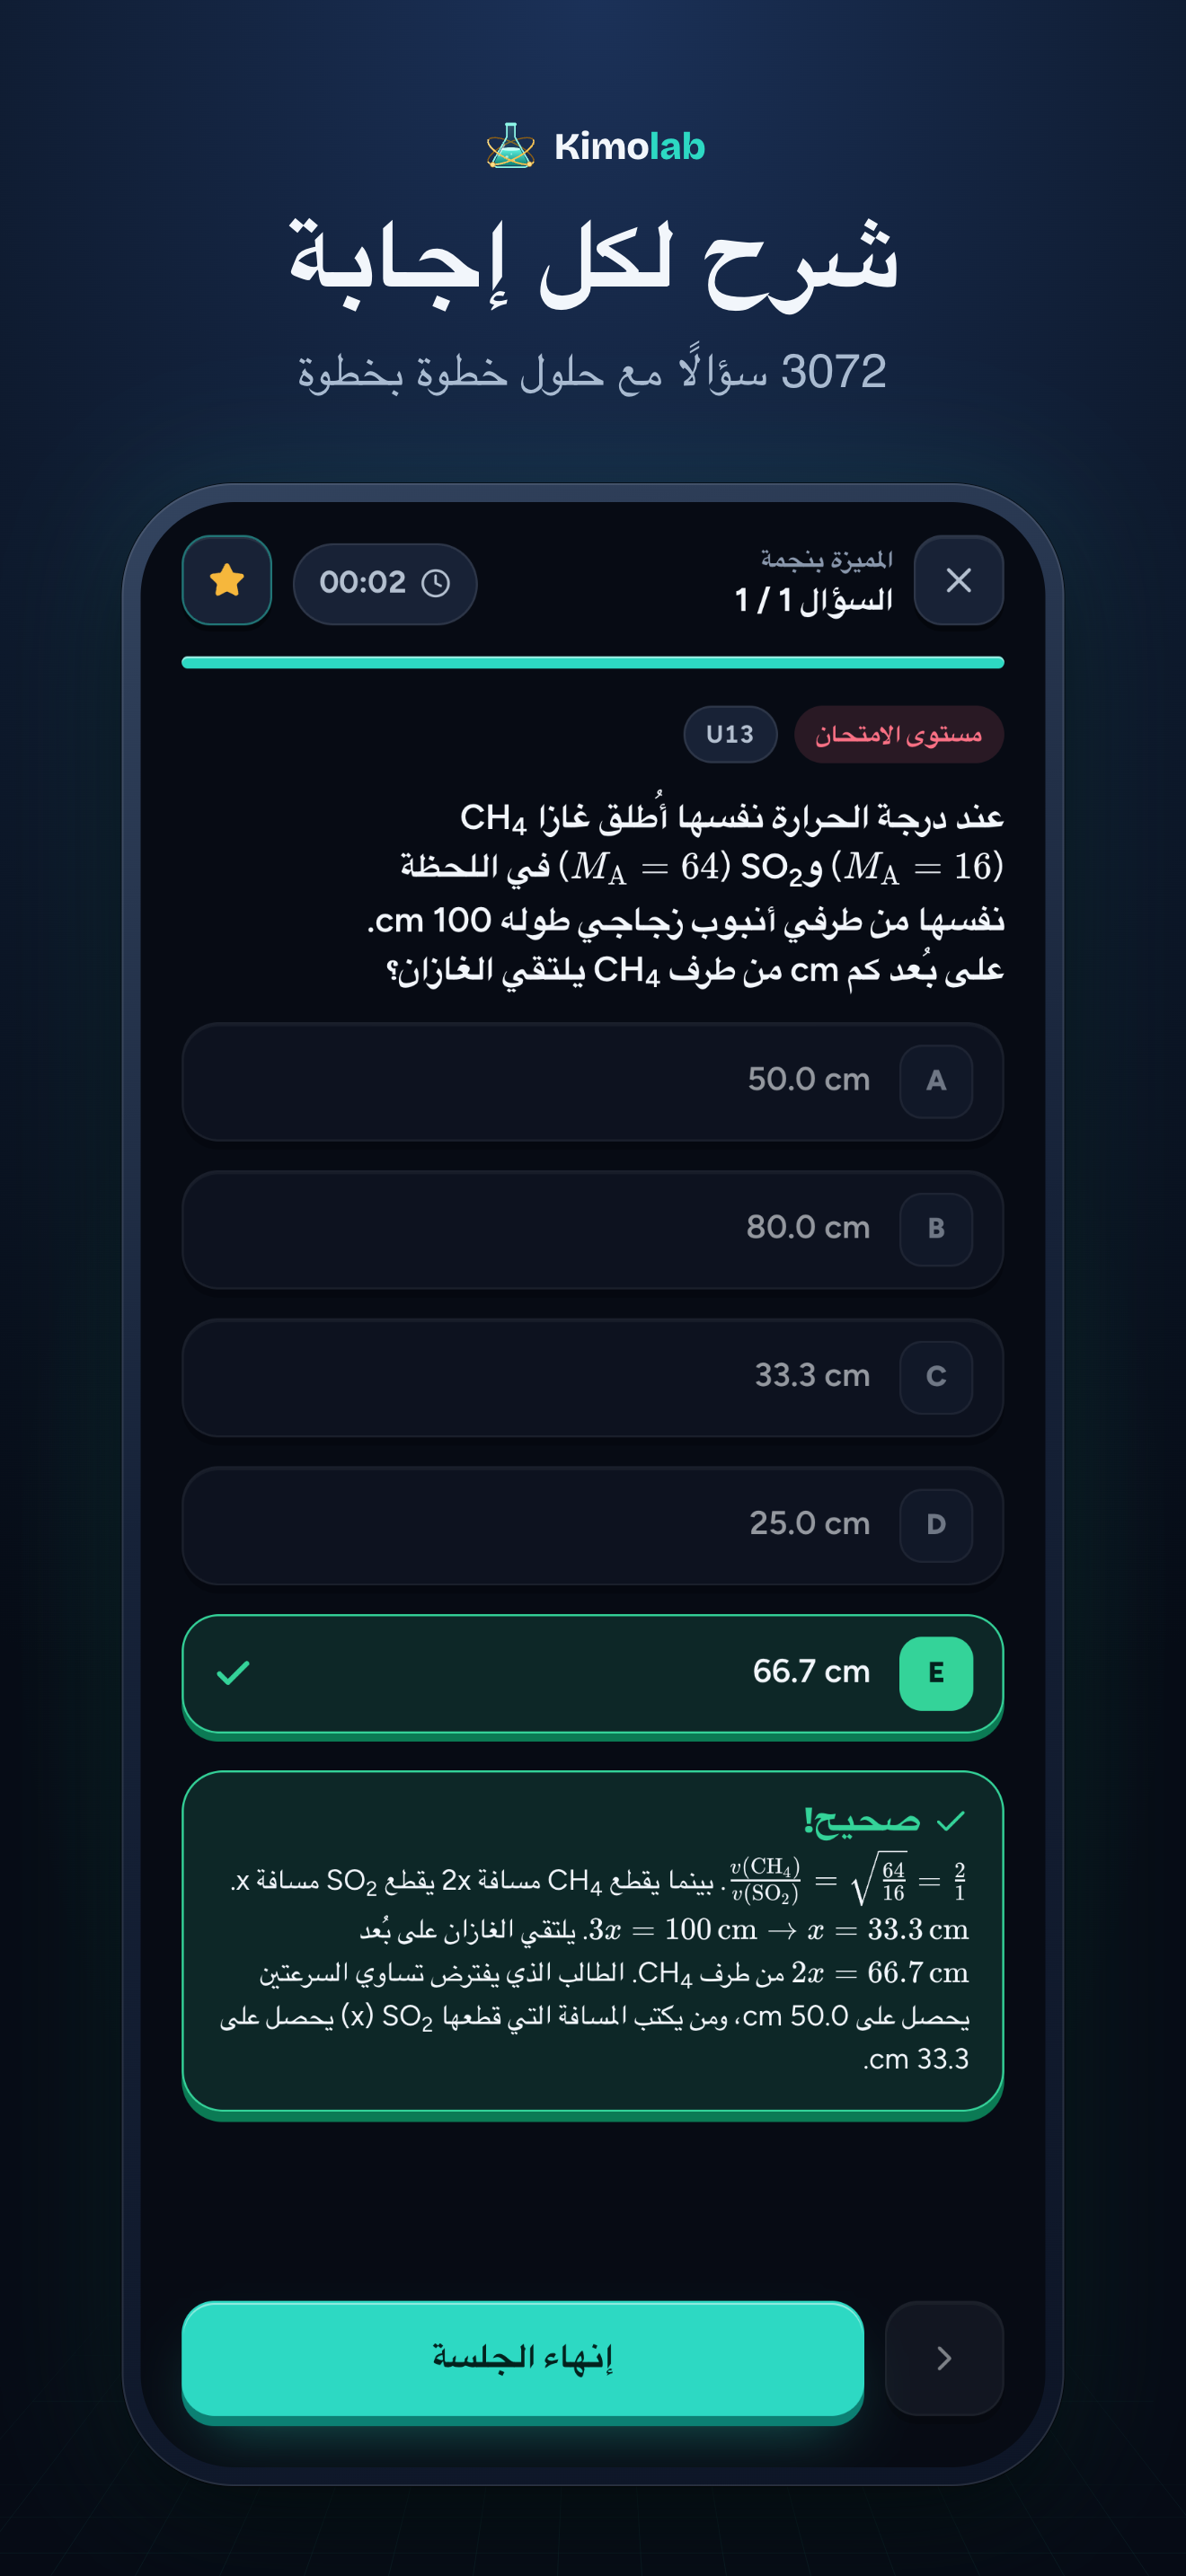 Kimolab
شرح لكل إجابة
3072 سؤالًا مع حلول خطوة بخطوة
المميزة بنجمة
السؤال 1 / 1
00:02
مستوى الامتحان
U13
عند درجة الحرارة نفسها أُطلق غازا CH₄
(M_A = 16) وSO₂ (M_A = 64) في اللحظة
نفسها من طرفي أنبوب زجاجي طوله 100 cm.
على بُعد كم cm من طرف CH₄ يلتقي الغازان؟
A 50.0 cm
B 80.0 cm
C 33.3 cm
D 25.0 cm
E 66.7 cm
صحيح!
v(CH₄)/v(SO₂) = √(64/16) = 2/1. بينما يقطع CH₄ مسافة 2x يقطع SO₂ مسافة x.
3x = 100 cm → x = 33.3 cm. يلتقي الغازان على بُعد
2x = 66.7 cm من طرف CH₄. الطالب الذي يفترض تساوي السرعتين
يحصل على 50.0 cm، ومن يكتب المسافة التي قطعها SO₂ (x) يحصل على
33.3 cm.
إنهاء الجلسة